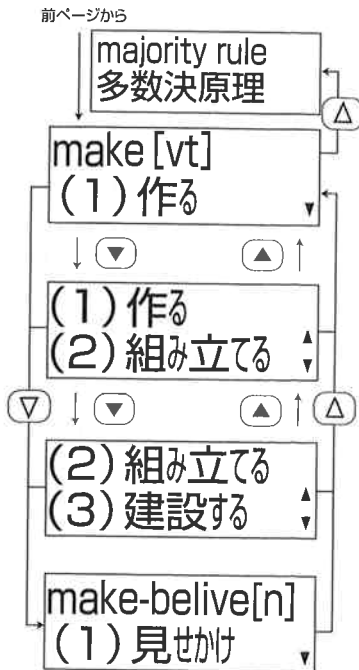 前ページから
majority rule
多数決原理
△
make [vt]
(1)作る
▼
▼ ▲
(1)作る
(2)組み立てる
▲
▼
▽ ▼ ▲ △
(2)組み立てる
(3)建設する
▲
▼
make-belive[n]
(1)見せかけ
▼